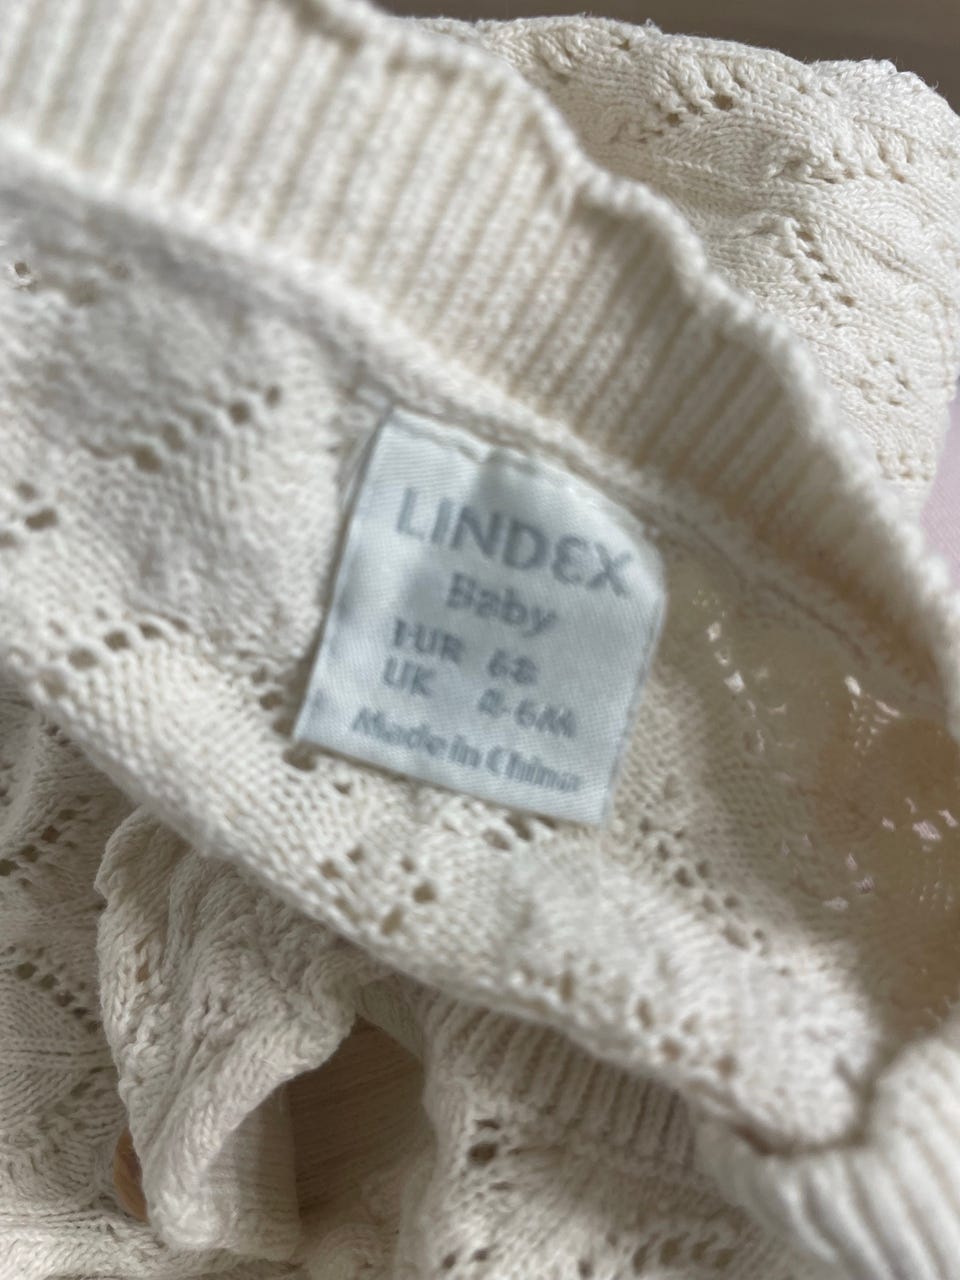 LINDEX
Baby
EUR 68
UK 4-6M
Made in China